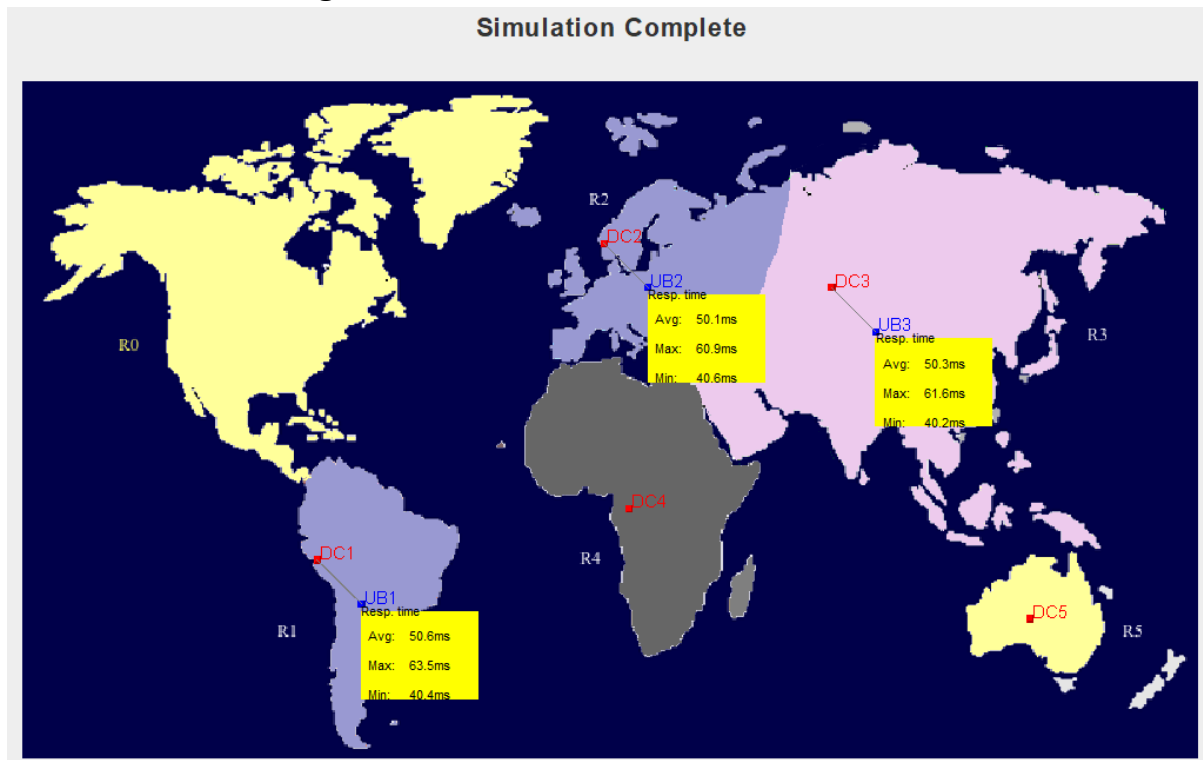 Simulation Complete
R2
DC2
UB2
Resp. time
Avg: 50.1ms
Max: 60.9ms
Min: 40.6ms
DC3
UB3
Resp. time
Avg: 50.3ms
Max: 61.6ms
Min: 40.2ms
R3
R0
DC4
R4
DC1
UB1
Resp. time
Avg: 50.6ms
Max: 63.5ms
Min: 40.4ms
R1
DC5
R5